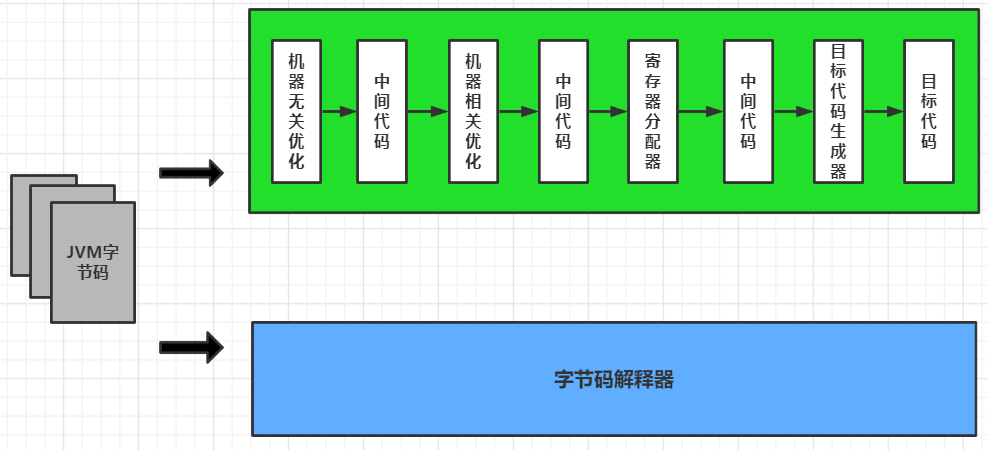 机器无关优化
中间代码
机器相关优化
中间代码
寄存器分配器
中间代码
目标代码生成器
目标代码
JVM字
节码
字节码解释器